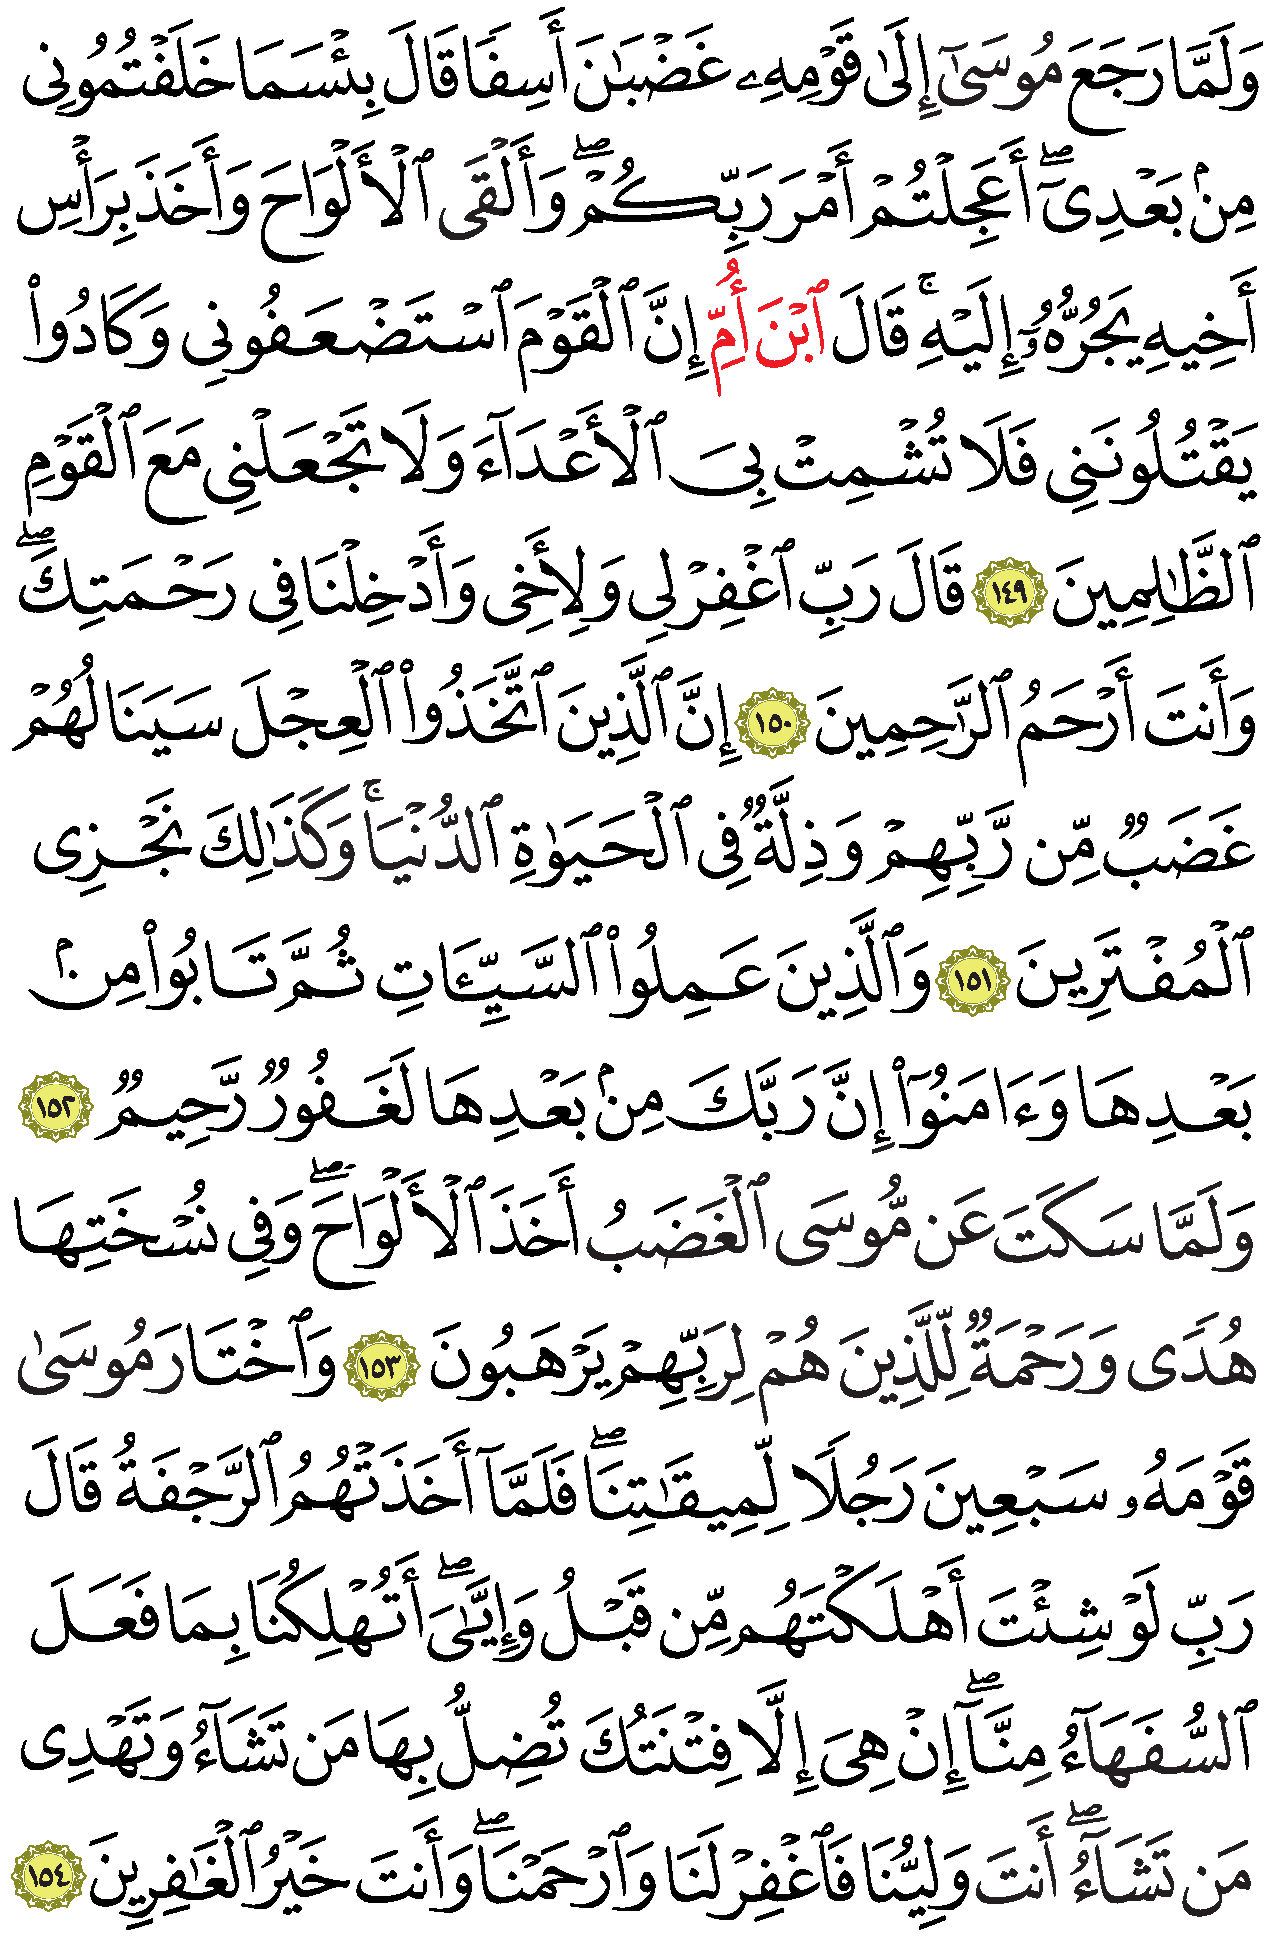 وَلَمَّا رَجَعَ مُوسَىٰٓ إِلَىٰ قَوْمِهِۦ غَضْبَٰنَ أَسِفًا قَالَ بِئْسَمَا خَلَفْتُمُونِى
مِنۢ بَعْدِىٓ ۖ أَعَجِلْتُمْ أَمْرَ رَبِّكُمْ ۖ وَأَلْقَى ٱلْأَلْوَاحَ وَأَخَذَ بِرَأْسِ
أَخِيهِ يَجُرُّهُۥٓ إِلَيْهِ ۚ قَالَ ٱبْنَ أُمِّ إِنَّ ٱلْقَوْمَ ٱسْتَضْعَفُونِى وَكَادُوا۟
يَقْتُلُونَنِى فَلَا تُشْمِتْ بِىَ ٱلْأَعْدَآءَ وَلَا تَجْعَلْنِى مَعَ ٱلْقَوْمِ
ٱلظَّٰلِمِينَ ١٤٩ قَالَ رَبِّ ٱغْفِرْ لِى وَلِأَخِى وَأَدْخِلْنَا فِى رَحْمَتِكَ ۖ
وَأَنتَ أَرْحَمُ ٱلرَّٰحِمِينَ ١٥٠ إِنَّ ٱلَّذِينَ ٱتَّخَذُوا۟ ٱلْعِجْلَ سَيَنَالُهُمْ
غَضَبٌ مِّن رَّبِّهِمْ وَذِلَّةٌ فِى ٱلْحَيَوٰةِ ٱلدُّنْيَا ۚ وَكَذَٰلِكَ نَجْزِى
ٱلْمُفْتَرِينَ ١٥١ وَٱلَّذِينَ عَمِلُوا۟ ٱلسَّيِّـَٔاتِ ثُمَّ تَابُوا۟ مِنۢ
بَعْدِهَا وَءَامَنُوٓا۟ إِنَّ رَبَّكَ مِنۢ بَعْدِهَا لَغَفُورٌ رَّحِيمٌ ١٥٢
وَلَمَّا سَكَتَ عَن مُّوسَى ٱلْغَضَبُ أَخَذَ ٱلْأَلْوَاحَ ۖ وَفِى نُسْخَتِهَا
هُدًى وَرَحْمَةٌ لِّلَّذِينَ هُمْ لِرَبِّهِمْ يَرْهَبُونَ ١٥٣ وَٱخْتَارَ مُوسَىٰ
قَوْمَهُۥ سَبْعِينَ رَجُلًا لِّمِيقَٰتِنَا ۖ فَلَمَّآ أَخَذَتْهُمُ ٱلرَّجْفَةُ قَالَ
رَبِّ لَوْ شِئْتَ أَهْلَكْتَهُم مِّن قَبْلُ وَإِيَّٰىَ ۖ أَتُهْلِكُنَا بِمَا فَعَلَ
ٱلسُّفَهَآءُ مِنَّآ ۖ إِنْ هِىَ إِلَّا فِتْنَتُكَ تُضِلُّ بِهَا مَن تَشَآءُ وَتَهْدِى
مَن تَشَآءُ ۖ أَنتَ وَلِيُّنَا فَٱغْفِرْ لَنَا وَٱرْحَمْنَا ۖ وَأَنتَ خَيْرُ ٱلْغَٰفِرِينَ ١٥٤